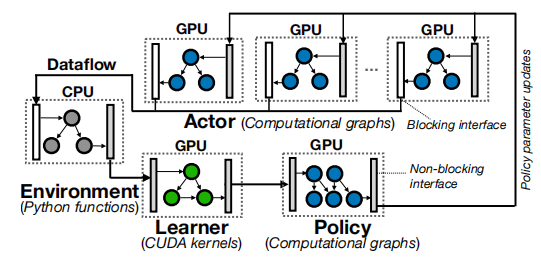 GPU
GPU
GPU
Dataflow
CPU
...
Blocking interface
Actor (Computational graphs)
Policy parameter updates
GPU
GPU
Non-blocking
interface
Environment
(Python functions)
Learner
(CUDA kernels)
Policy
(Computational graphs)